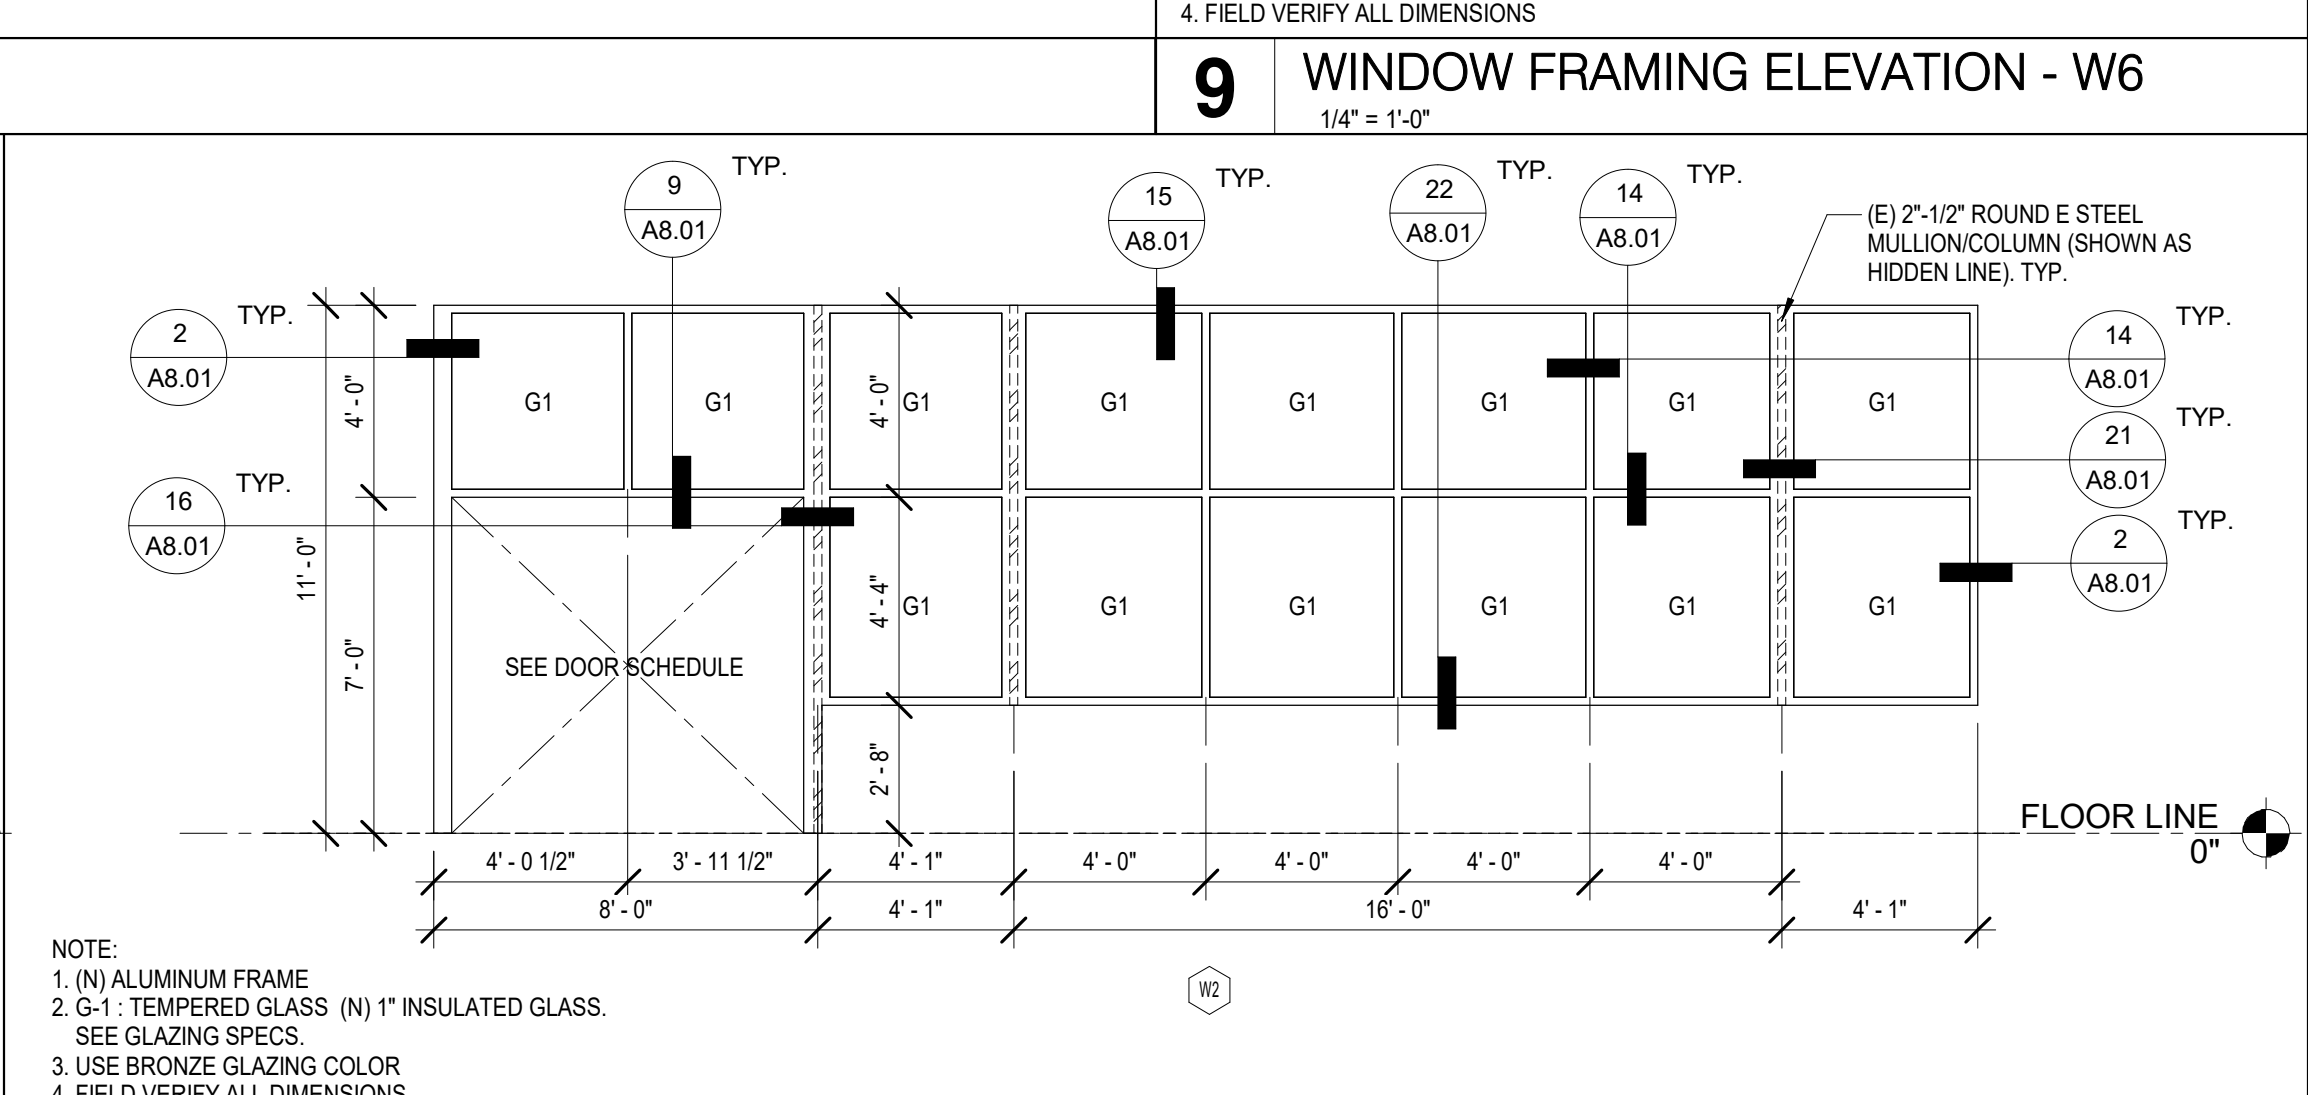 4. FIELD VERIFY ALL DIMENSIONS
9
WINDOW FRAMING ELEVATION - W6
1/4" = 1'-0"
9
A8.01
TYP.
15
A8.01
TYP.
22
A8.01
TYP.
14
A8.01
TYP.
(E) 2"-1/2" ROUND E STEEL
MULLION/COLUMN (SHOWN AS
HIDDEN LINE). TYP.
2
A8.01
TYP.
16
A8.01
TYP.
14
A8.01
TYP.
21
A8.01
TYP.
2
A8.01
TYP.
11' - 0"
4' - 0"
7' - 0"
4' - 0"
4' - 4"
2' - 8"
G1
G1
G1
G1
G1
G1
G1
G1
G1
G1
G1
G1
G1
G1
SEE DOOR SCHEDULE
FLOOR LINE
0"
4' - 0 1/2"
3' - 11 1/2"
4' - 1"
4' - 0"
4' - 0"
4' - 0"
4' - 0"
8' - 0"
4' - 1"
16' - 0"
4' - 1"
W2
NOTE:
1. (N) ALUMINUM FRAME
2. G-1 : TEMPERED GLASS (N) 1" INSULATED GLASS.
SEE GLAZING SPECS.
3. USE BRONZE GLAZING COLOR
4. FIELD VERIFY ALL DIMENSIONS